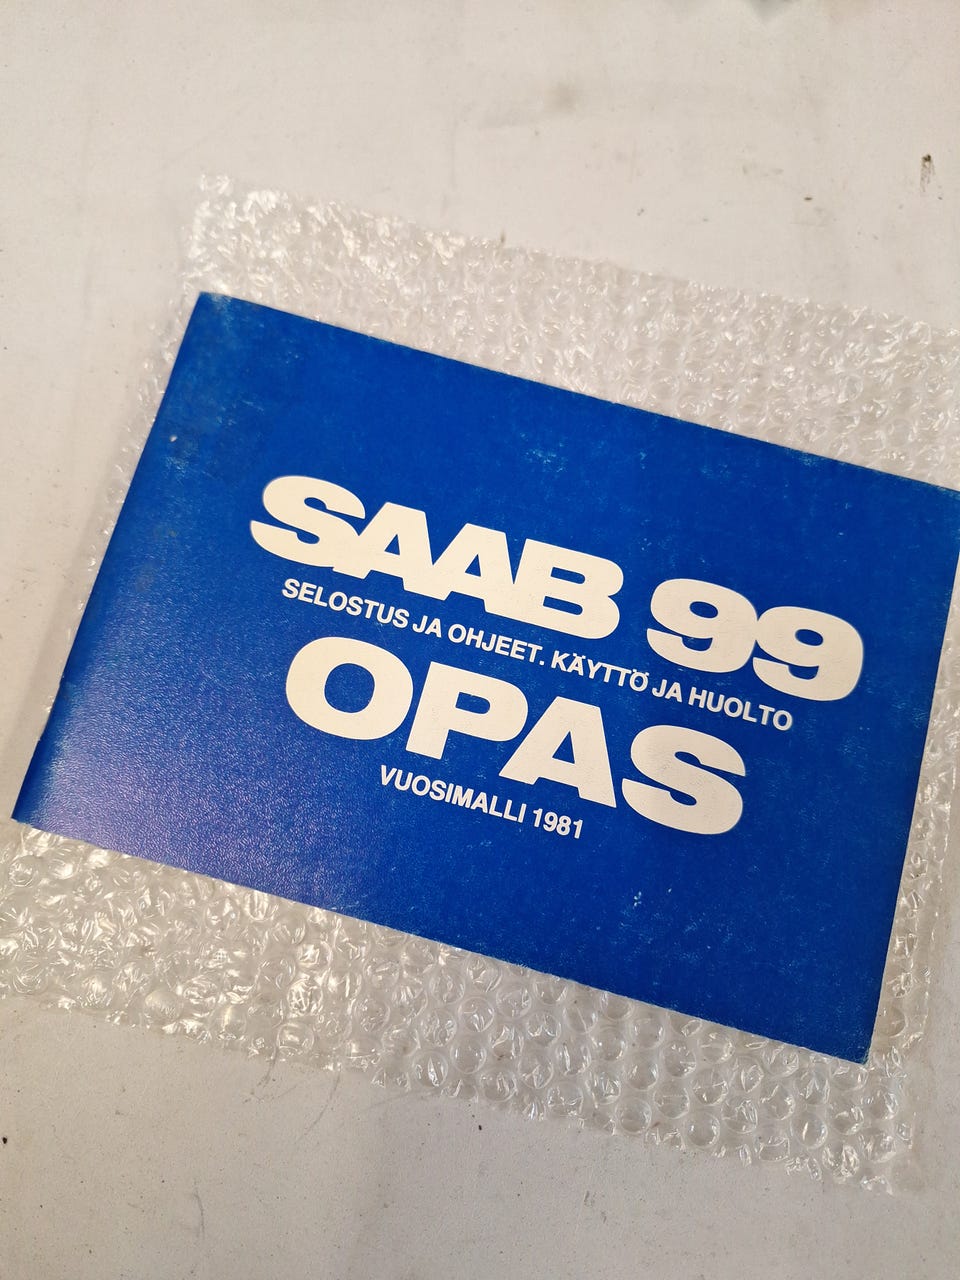 SAAB 99
SELOSTUS JA OHJEET. KÄYTTÖ JA HUOLTO
OPAS
VUOSIMALLI 1981